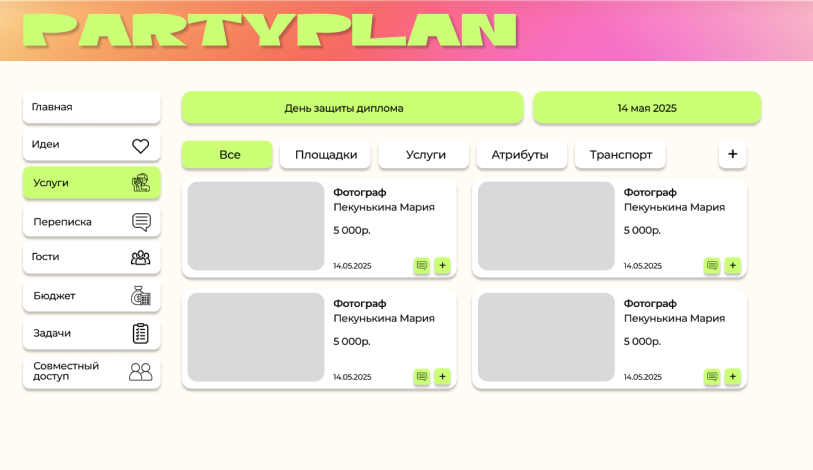 PARTYPLAN
День защиты диплома
14 мая 2025
Главная
Идеи
Услуги
Переписка
Гости
Бюджет
Задачи
Совместный
доступ
Все
Площадки
Услуги
Атрибуты
Транспорт
+
Фотограф
Пекунькина Мария
5 000р.
14.05.2025
+
Фотограф
Пекунькина Мария
5 000р.
14.05.2025
+
Фотограф
Пекунькина Мария
5 000р.
14.05.2025
+
Фотограф
Пекунькина Мария
5 000р.
14.05.2025
+